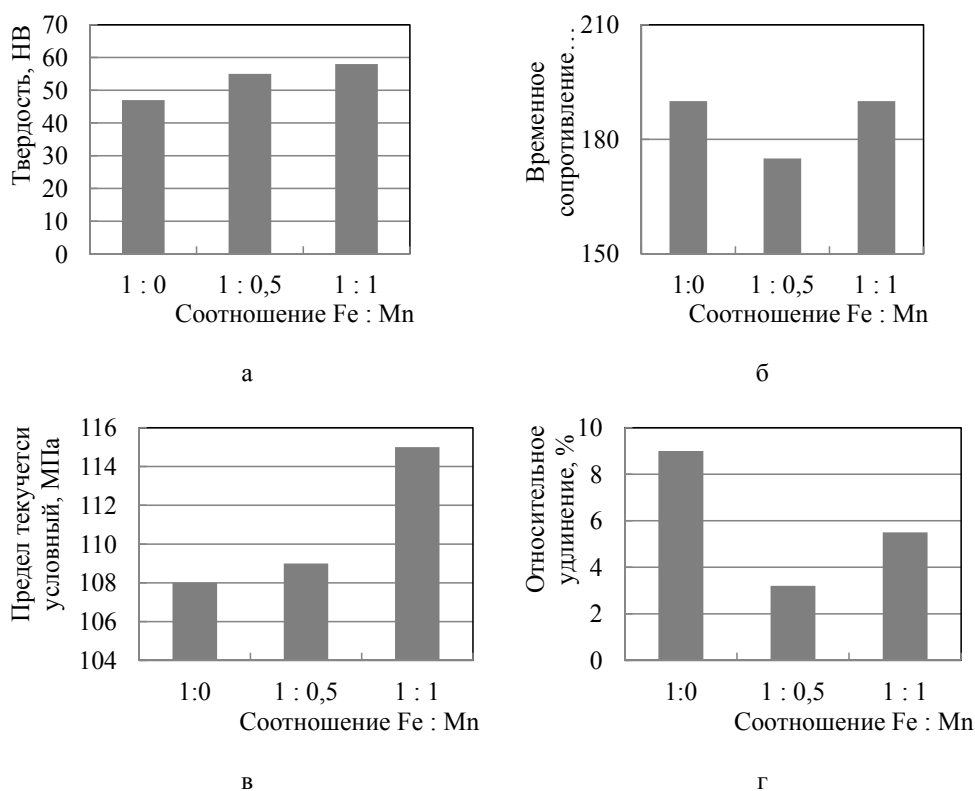 Твердость, НВ
70
60
50
40
30
20
10
0
1 : 0 1 : 0,5 1 : 1
Соотношение Fe : Mn
а
Временное
сопротивление…
210
180
150
1:0 1 : 0,5 1 : 1
Соотношение Fe : Mn
б
Предел текучетси
условный, МПа
116
114
112
110
108
106
104
1:0 1 : 0,5 1 : 1
Соотношение Fe : Mn
в
Относительное
удлинение, %
10
8
6
4
2
0
1:0 1 : 0,5 1 : 1
Соотношение Fe : Mn
г